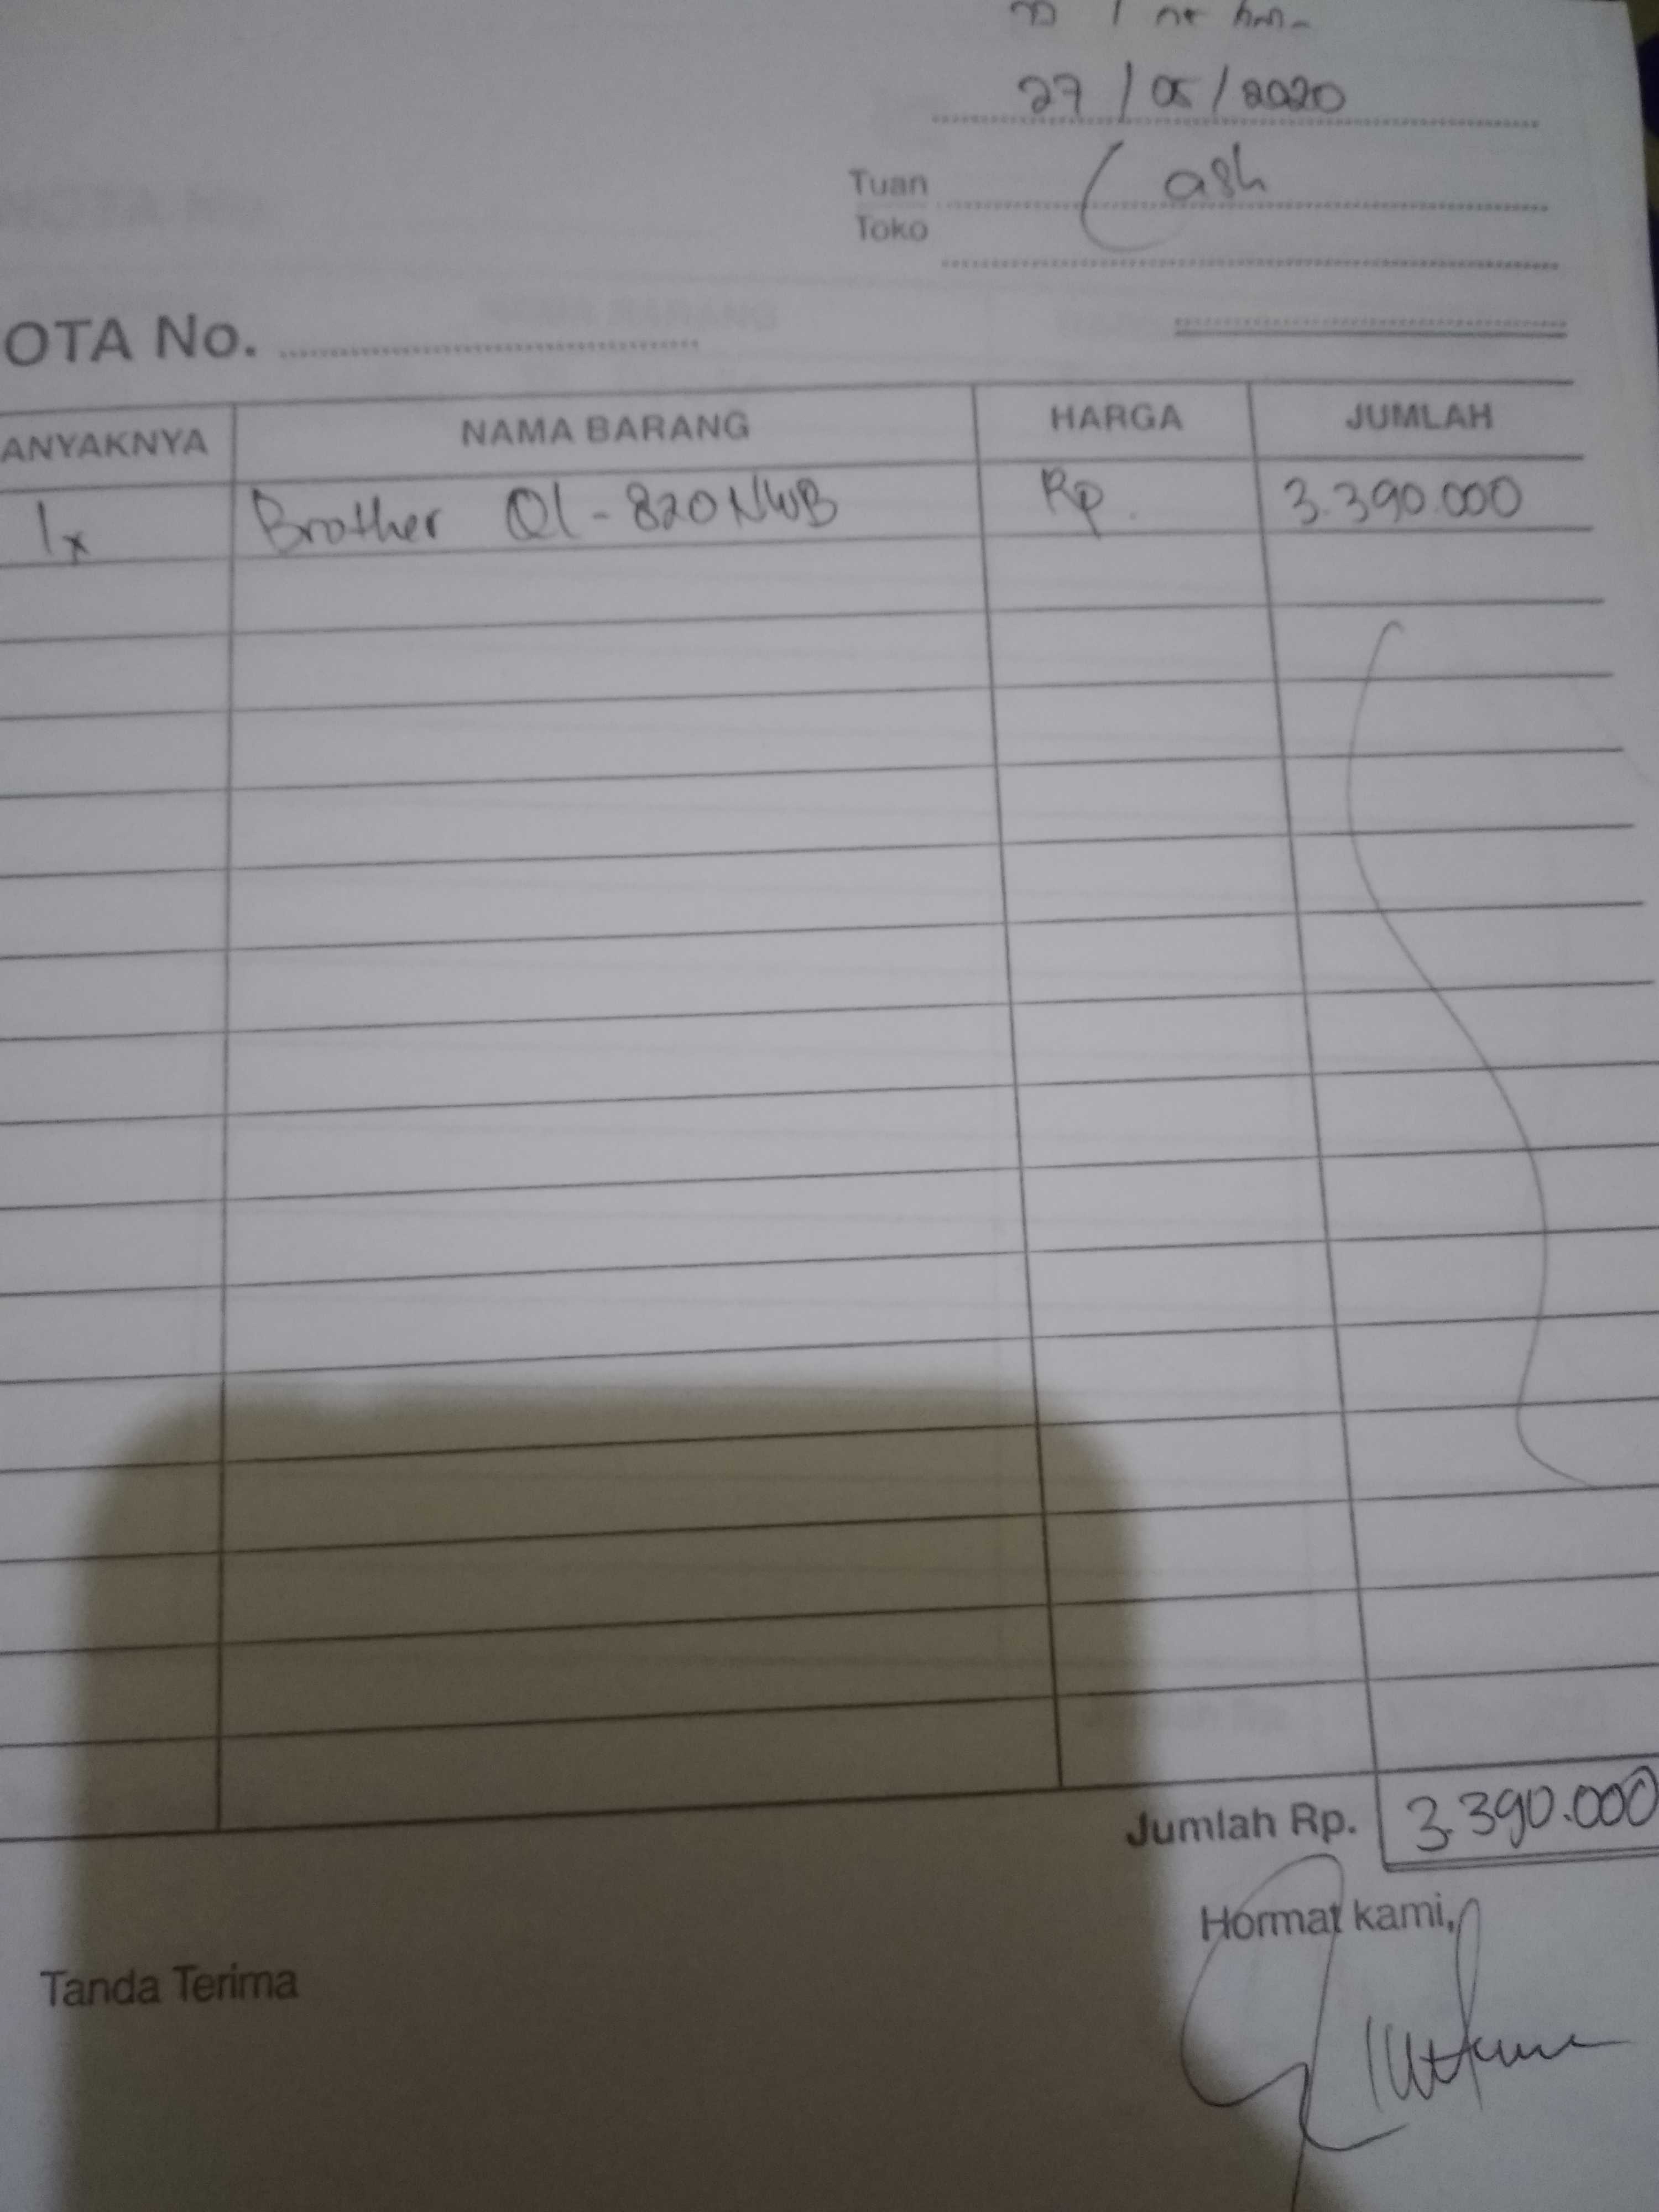 27/05/2020
Tuan Cash
Toko
OTA No.
ANYAKNYA NAMA BARANG HARGA JUMLAH
1x Brother Ql-820NWB Rp. 3.390.000
Jumlah Rp. 3.390.000
Hormat kami,
Tanda Terima